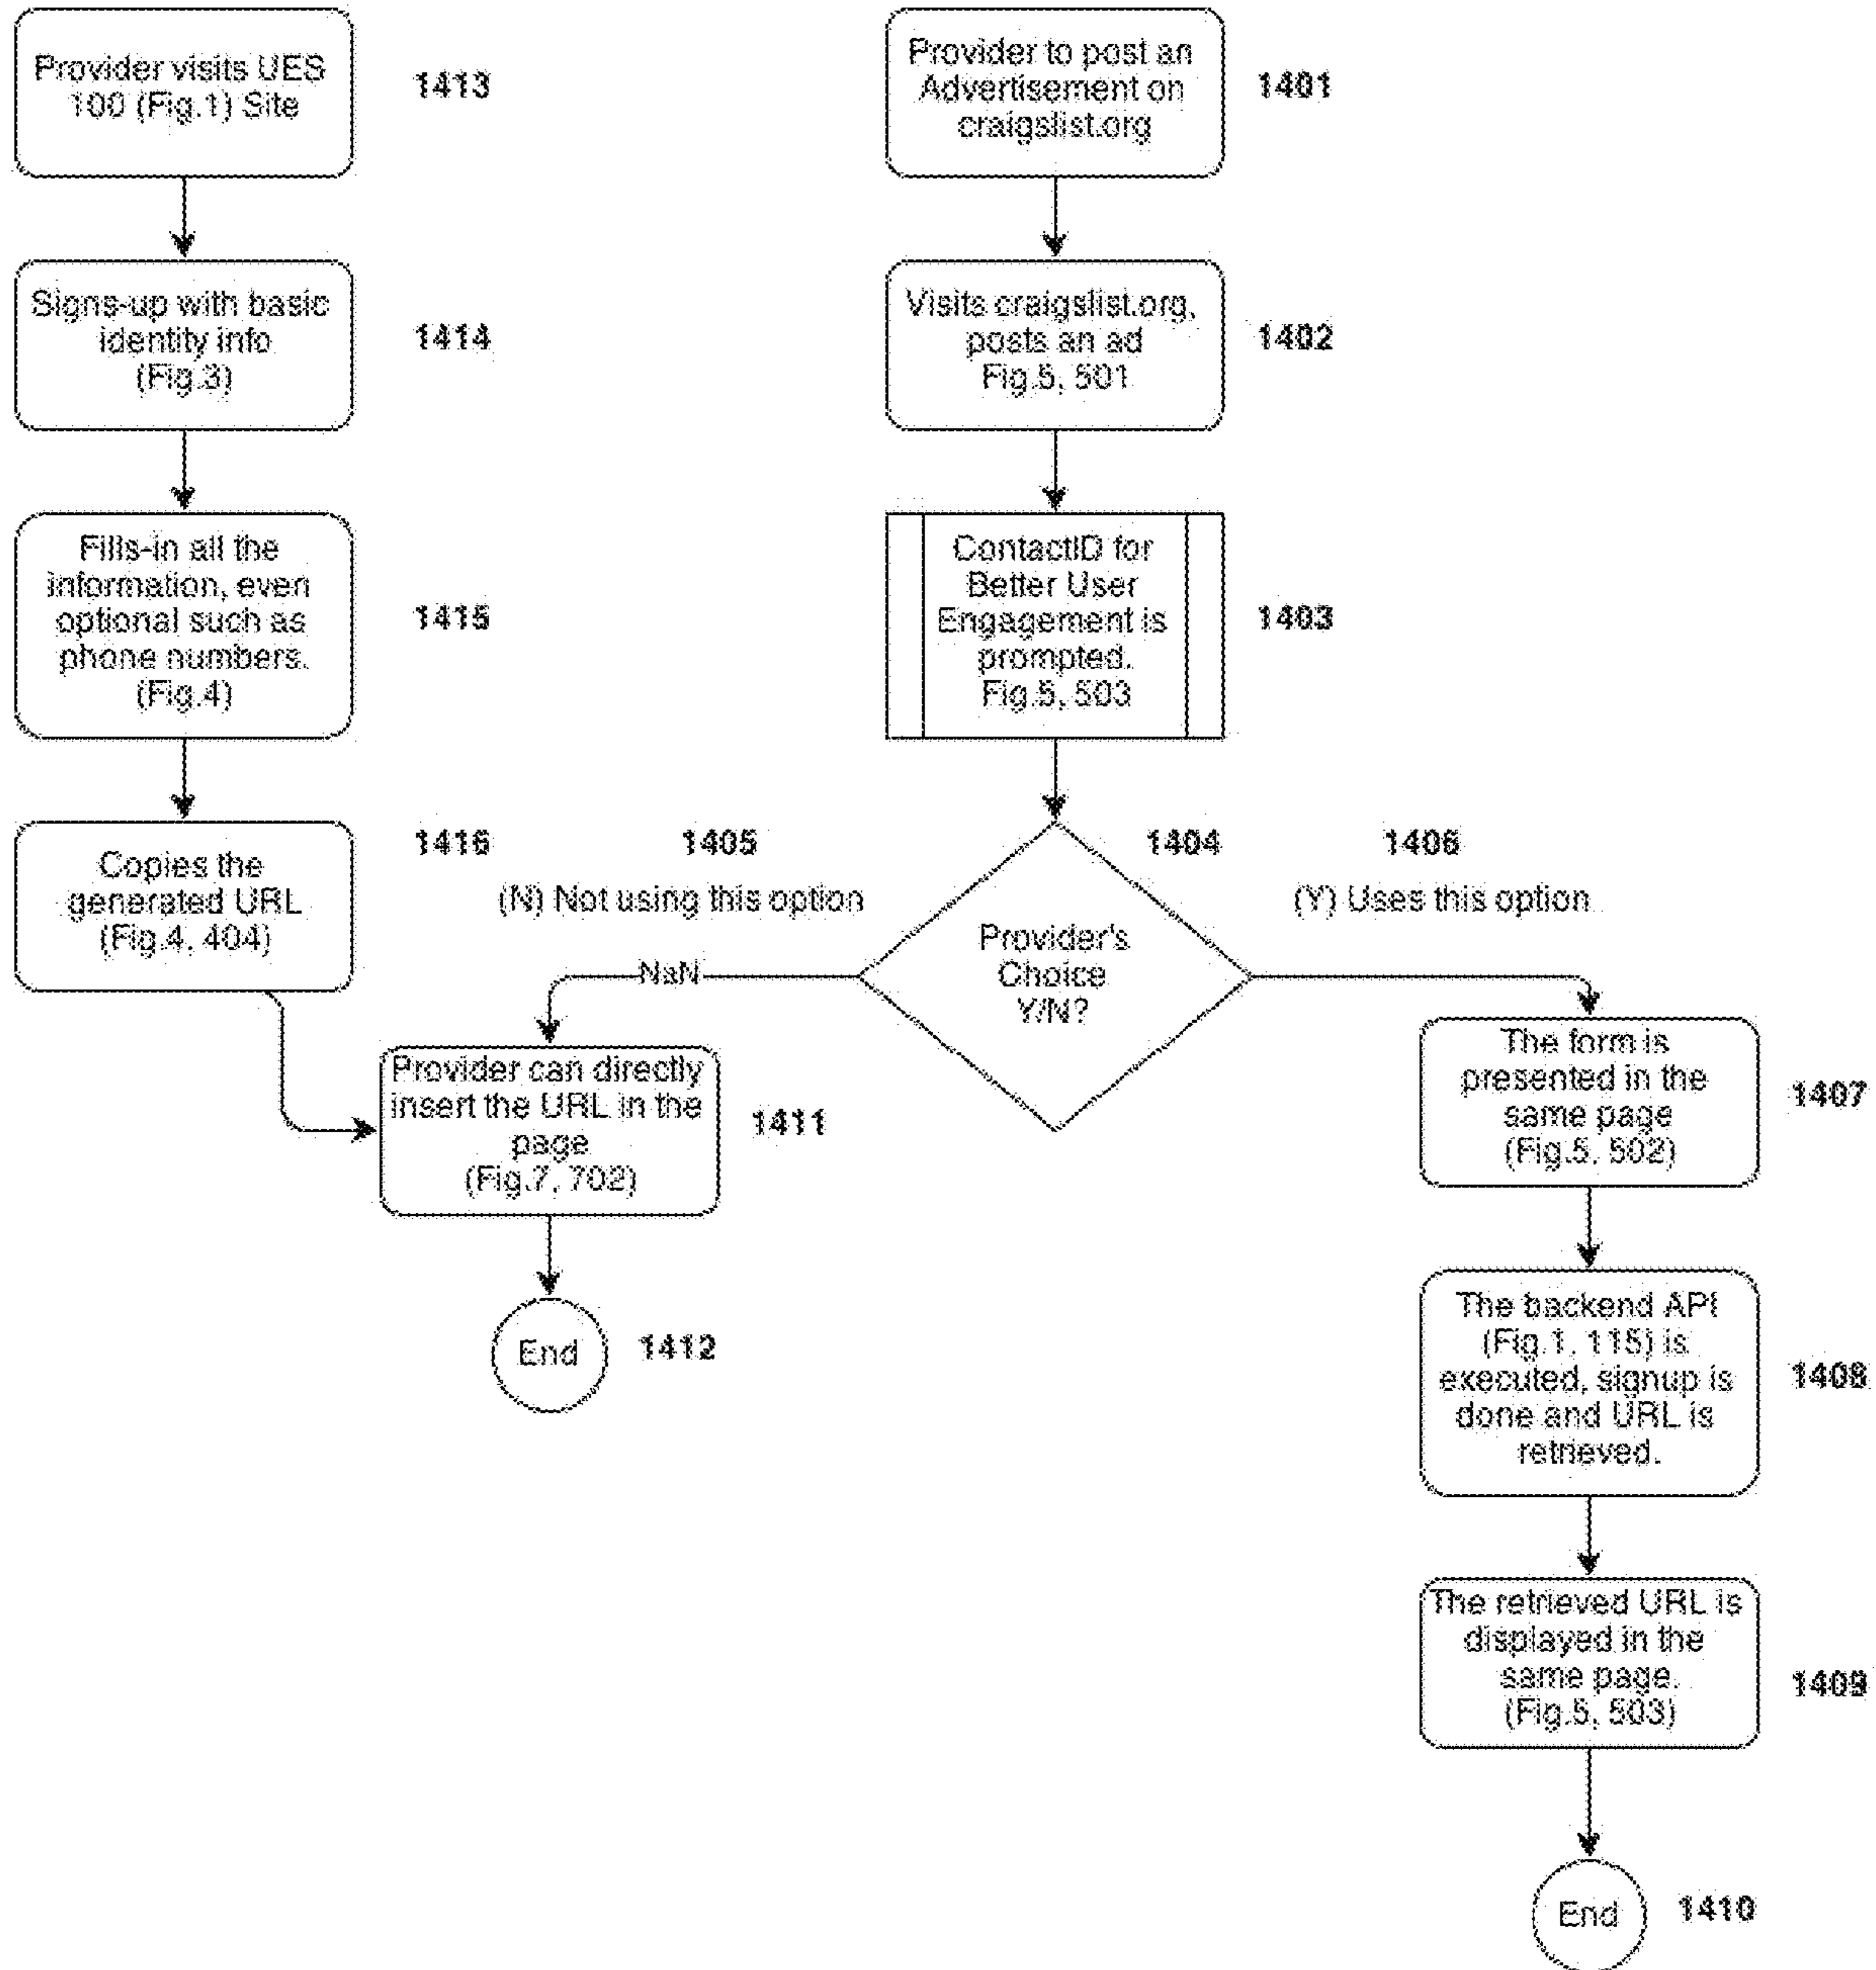 Provider visits UES
100 (Fig.1) Site
1413
Signs-up with basic
identity info
(Fig.3)
1414
Fills-in all the
information, even
optional such as
phone numbers.
(Fig.4)
1415
Copies the
generated URL
(Fig.4, 404)
1416
Provider to post an
Advertisement on
craigslist.org
1401
Visits craigslist.org,
posts an ad
Fig.5, 501
1402
ContactID for
Better User
Engagement is
prompted.
Fig.5, 503
1403
1405
(N) Not using this option
1404
Provider's
Choice
Y/N?
1406
(Y) Uses this option
NaN
Provider can directly
insert the URL in the
page
(Fig.7, 702)
1411
End
1412
The form is
presented in the
same page
(Fig.5, 502)
1407
The backend API
(Fig.1, 115) is
executed, signup is
done and URL is
retrieved.
1408
The retrieved URL is
displayed in the
same page.
(Fig.5, 503)
1409
End
1410